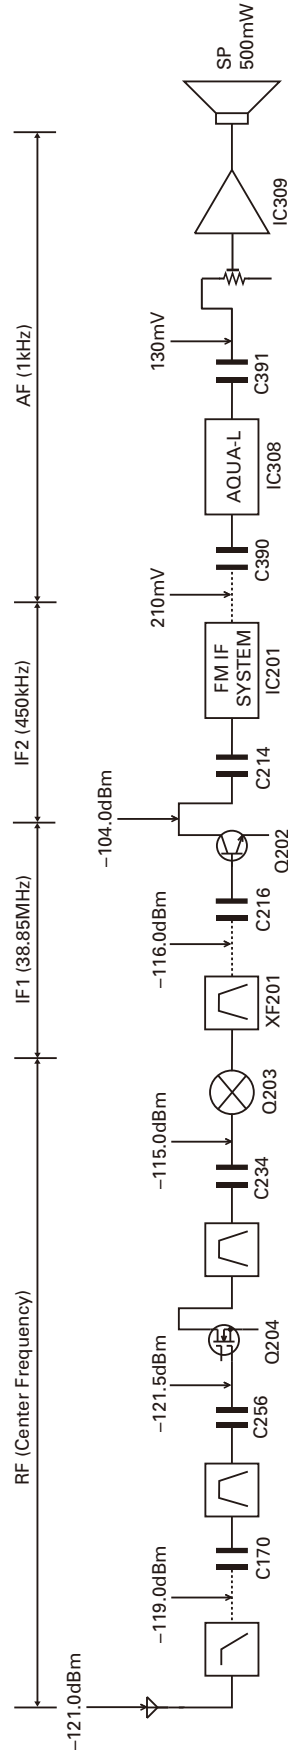 RF (Center Frequency)
IF1 (38.85MHz)
IF2 (450kHz)
AF (1kHz)
−121.0dBm
−119.0dBm
−121.5dBm
−115.0dBm
−116.0dBm
−104.0dBm
210mV
130mV
C170
C256
Q204
C234
Q203
XF201
C216
Q202
C214
FM IF
SYSTEM
IC201
C390
AQUA-L
IC308
C391
IC309
SP
500mW